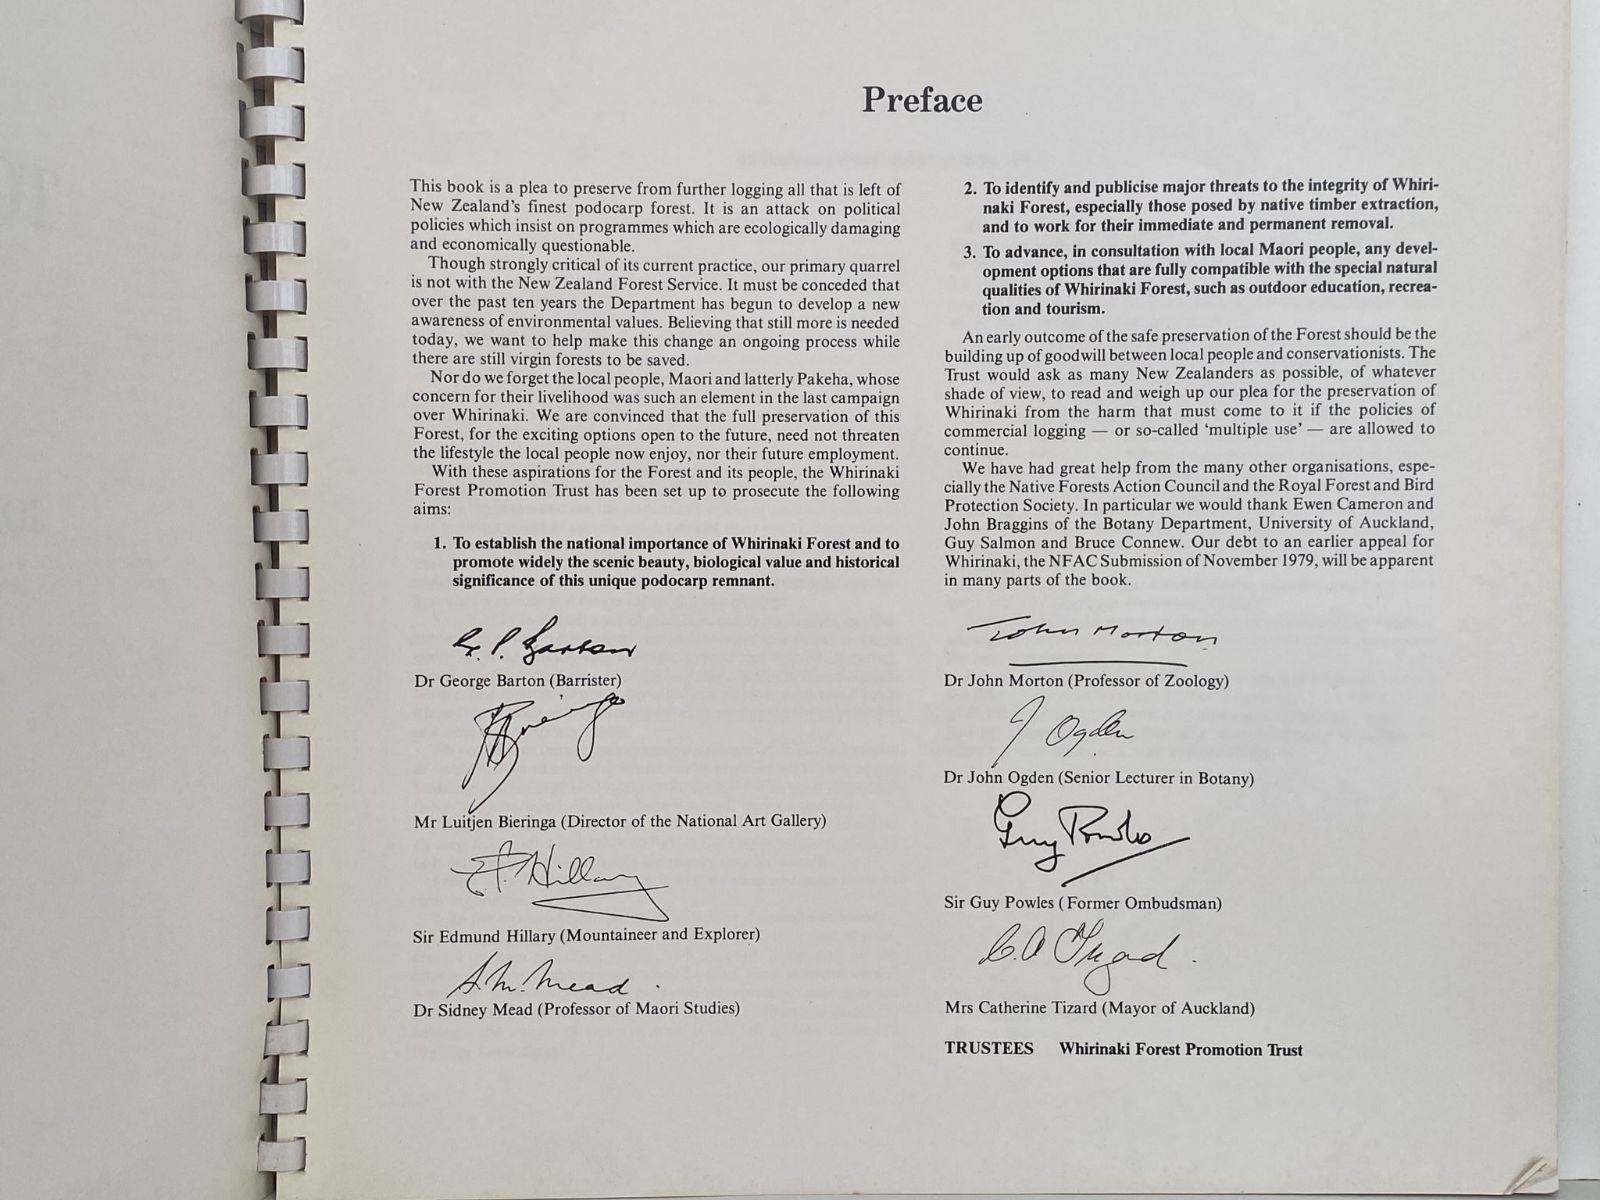 Preface
This book is a plea to preserve from further logging all that is left of
New Zealand's finest podocarp forest. It is an attack on political
policies which insist on programmes which are ecologically damaging
and economically questionable.
Though strongly critical of its current practice, our primary quarrel
is not with the New Zealand Forest Service. It must be conceded that
over the past ten years the Department has begun to develop a new
awareness of environmental values. Believing that still more is needed
today, we want to help make this change an ongoing process while
there are still virgin forests to be saved.
Nor do we forget the local people, Maori and latterly Pakeha, whose
concern for their livelihood was such an element in the last campaign
over Whirinaki. We are convinced that the full preservation of this
Forest, for the exciting options open to the future, need not threaten
the lifestyle the local people now enjoy, nor their future employment.
With these aspirations for the Forest and its people, the Whirinaki
Forest Promotion Trust has been set up to prosecute the following
aims:
1. To establish the national importance of Whirinaki Forest and to
promote widely the scenic beauty, biological value and historical
significance of this unique podocarp remnant.
G. P. Barton
Dr George Barton (Barrister)
Bieringa
Mr Luitjen Bieringa (Director of the National Art Gallery)
E P Hillary
Sir Edmund Hillary (Mountaineer and Explorer)
S. M. Mead
Dr Sidney Mead (Professor of Maori Studies)
2. To identify and publicise major threats to the integrity of Whiri-
naki Forest, especially those posed by native timber extraction,
and to work for their immediate and permanent removal.
3. To advance, in consultation with local Maori people, any devel-
opment options that are fully compatible with the special natural
qualities of Whirinaki Forest, such as outdoor education, recrea-
tion and tourism.
An early outcome of the safe preservation of the Forest should be the
building up of goodwill between local people and conservationists. The
Trust would ask as many New Zealanders as possible, of whatever
shade of view, to read and weigh up our plea for the preservation of
Whirinaki from the harm that must come to it if the policies of
commercial logging — or so-called 'multiple use' — are allowed to
continue.
We have had great help from the many other organisations, espe-
cially the Native Forests Action Council and the Royal Forest and Bird
Protection Society. In particular we would thank Ewen Cameron and
John Braggins of the Botany Department, University of Auckland,
Guy Salmon and Bruce Connew. Our debt to an earlier appeal for
Whirinaki, the NFAC Submission of November 1979, will be apparent
in many parts of the book.
John Morton
Dr John Morton (Professor of Zoology)
J Ogden
Dr John Ogden (Senior Lecturer in Botany)
Guy Powles
Sir Guy Powles (Former Ombudsman)
C. A Tizard.
Mrs Catherine Tizard (Mayor of Auckland)
TRUSTEES Whirinaki Forest Promotion Trust